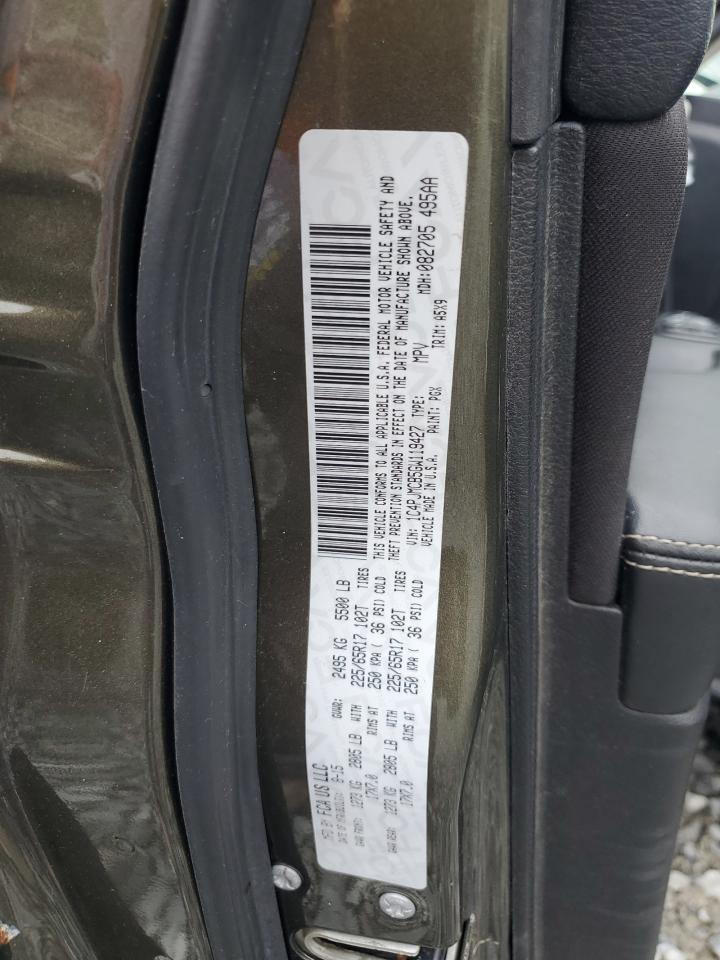 MFD BY FCA US LLC
DATE OF MFR: 8-15 GVWR: 2495 KG 5500 LB
GAWR FRONT: 1273 KG 2805 LB WITH 225/65R17 102T TIRES
17X7.0 RIMS AT 250 KPA ( 36 PSI) COLD
GAWR REAR: 1273 KG 2805 LB WITH 225/65R17 102T TIRES
17X7.0 RIMS AT 250 KPA ( 36 PSI) COLD
THIS VEHICLE CONFORMS TO ALL APPLICABLE U.S.A. FEDERAL MOTOR VEHICLE SAFETY AND
THEFT PREVENTION STANDARDS IN EFFECT ON THE DATE OF MANUFACTURE SHOWN ABOVE.
VIN: 1C4PJMCB5GW119427 TYPE: MPV MDH:082705 495AA
VEHICLE MADE IN U.S.A. PAINT: PGX TRIM: A5X9